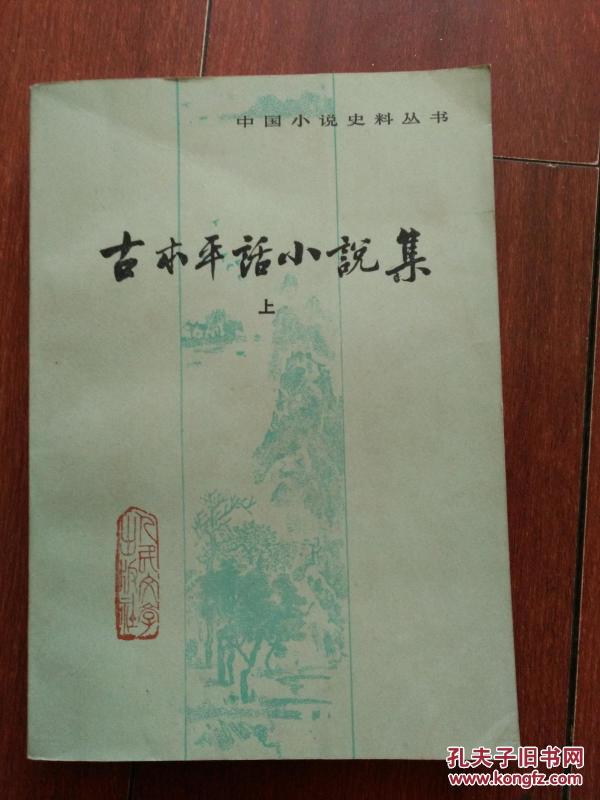 中国小说史料丛书
古本平話小說集
上
人民文学
出版社
孔夫子旧书网
www.kongfz.com